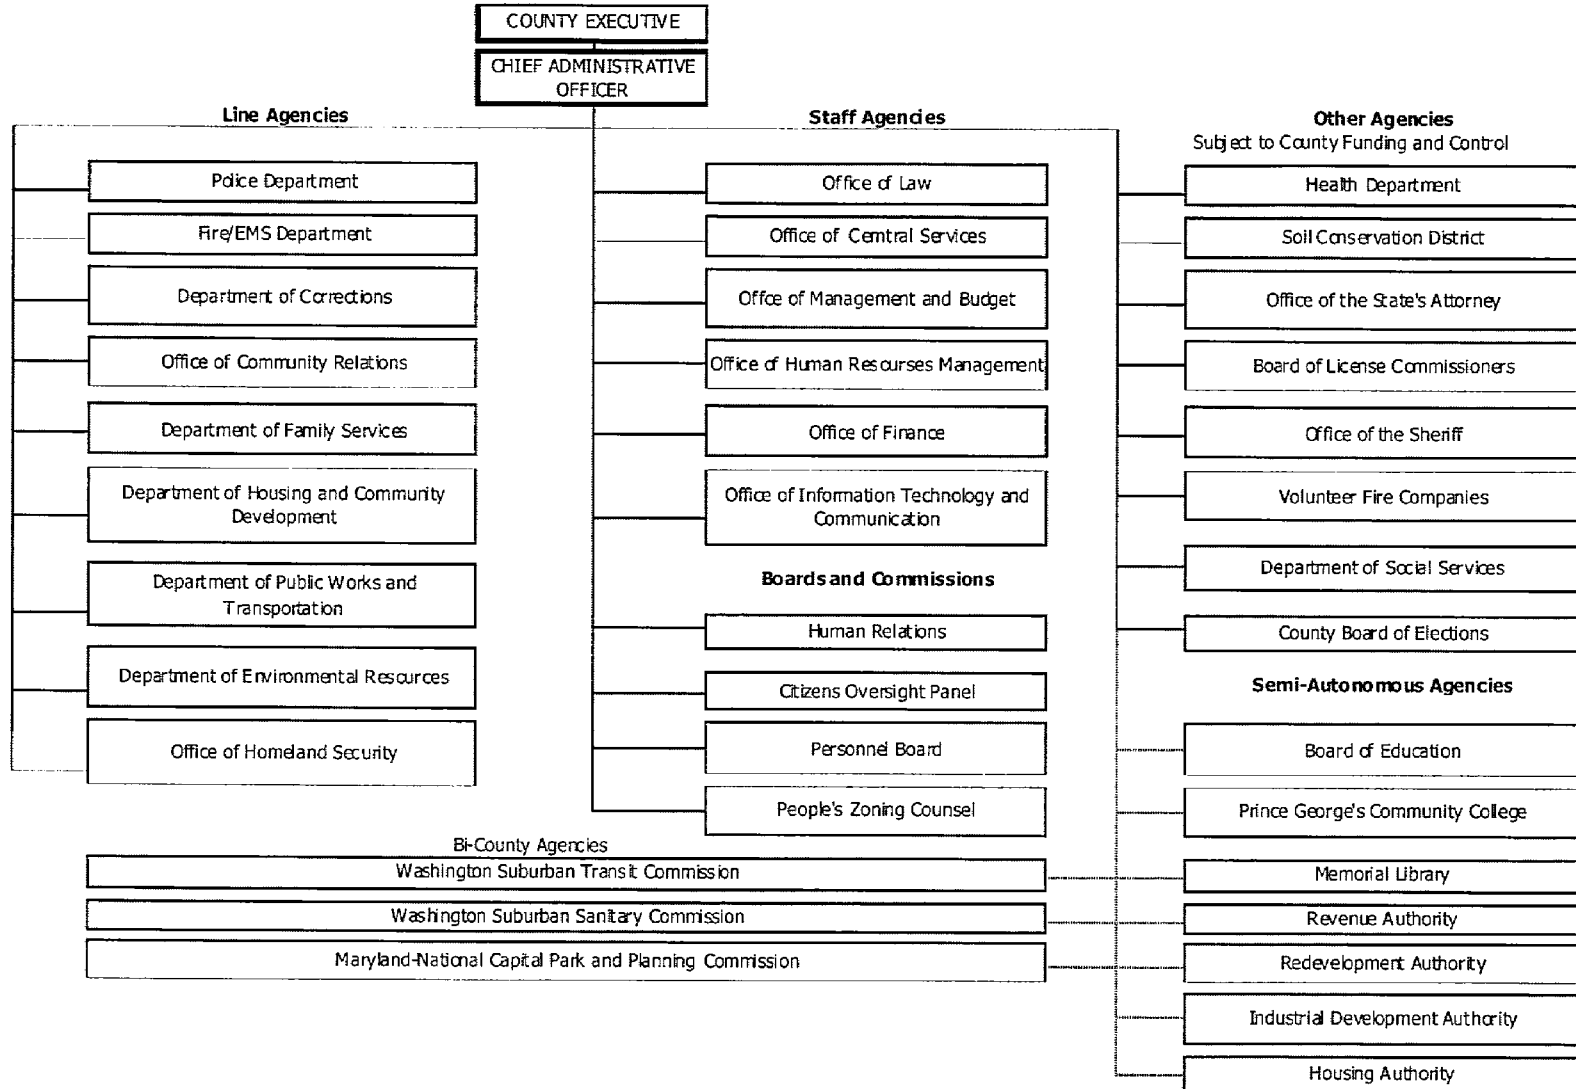 COUNTY EXECUTIVE
CHIEF ADMINISTRATIVE
OFFICER
Line Agencies
Police Department
Fire/EMS Department
Department of Corrections
Office of Community Relations
Department of Family Services
Department of Housing and Community
Development
Department of Public Works and
Transportation
Department of Environmental Resources
Office of Homeland Security
Staff Agencies
Office of Law
Office of Central Services
Offce of Management and Budget
Office of Human Recourses Management
Office of Finance
Office of Information Technology and
Communication
Boards and Commissions
Human Relations
Citizens Oversight Panel
Personnel Board
People's Zoning Counsel
Other Agencies
Subject to County Funding and Control
Health Department
Soil Conservation District
Office of the State's Attorney
Board of License Commissioners
Office of the Sheriff
Volunteer Fire Companies
Department of Social Services
County Board of Elections
Semi-Autonomous Agencies
Board of Education
Prince George's Community College
Memorial Library
Revenue Authority
Redevelopment Authority
Industrial Development Authority
Housing Authority
Bi-County Agencies
Washington Suburban Transit Commission
Washington Suburban Sanitary Commission
Maryland-National Capital Park and Planning Commission